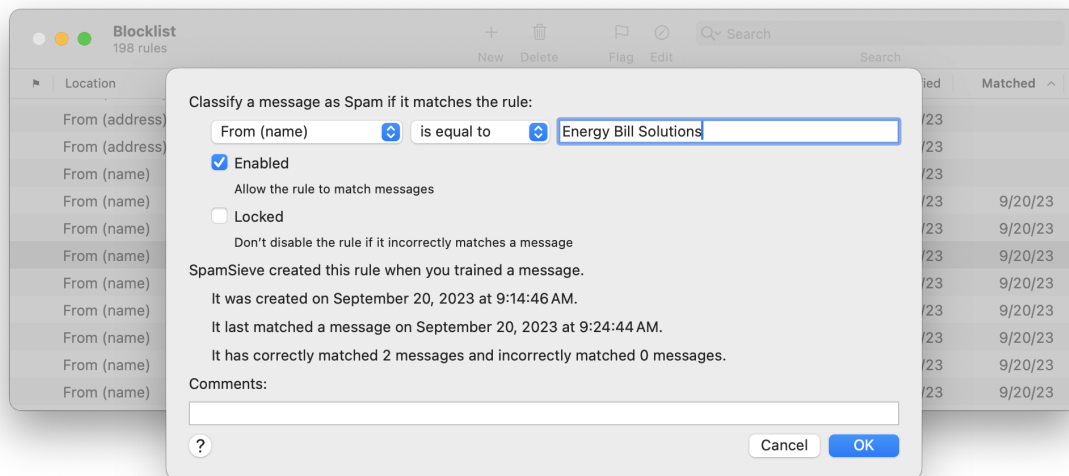 Blocklist
198 rules
New Delete Flag Edit
Search
Search
Location ied Matched
Classify a message as Spam if it matches the rule:
From (address) /23
From (name) is equal to Energy Bill Solutions
From (address) /23
Enabled
From (name) /23
Allow the rule to match messages
From (name) /23 9/20/23
Locked
From (name) /23 9/20/23
Don't disable the rule if it incorrectly matches a message
From (name) /23 9/20/23
SpamSieve created this rule when you trained a message.
From (name) /23 9/20/23
It was created on September 20, 2023 at 9:14:46 AM.
From (name) /23 9/20/23
It last matched a message on September 20, 2023 at 9:24:44 AM.
From (name) /23 9/20/23
It has correctly matched 2 messages and incorrectly matched 0 messages.
From (name) /23 9/20/23
Comments:
From (name) /23 9/20/23
?
Cancel OK